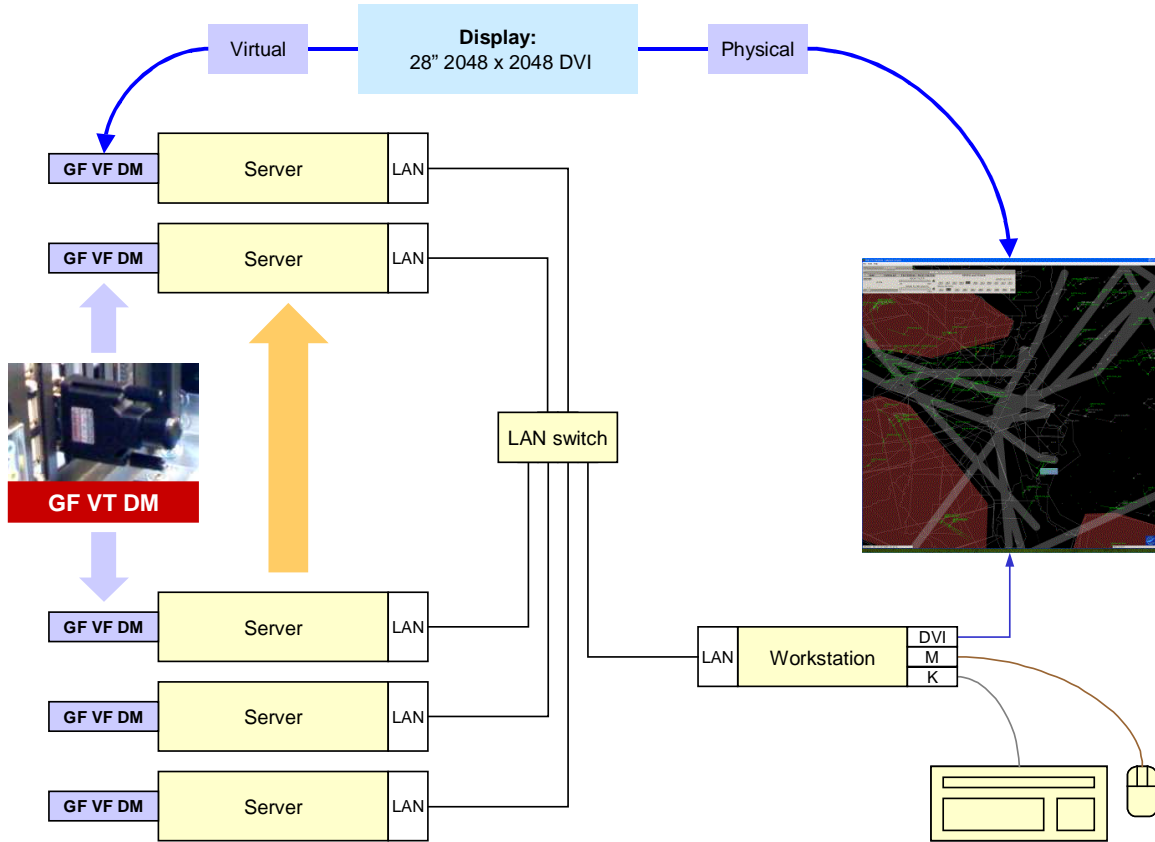 Virtual
Display:
28” 2048 x 2048 DVI
Physical
GF VF DM
Server
LAN
GF VF DM
Server
LAN
LAN switch
GF VT DM
GF VF DM
Server
LAN
LAN
Workstation
DVI
M
K
GF VF DM
Server
LAN
GF VF DM
Server
LAN